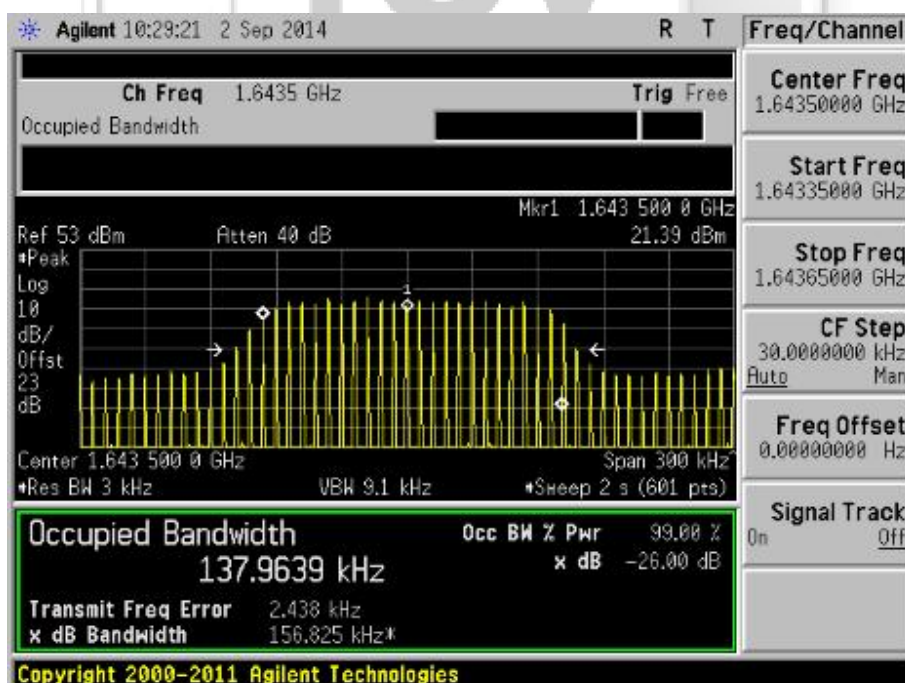 Agilent 10:29:21 2 Sep 2014 R T
Freq/Channel
Ch Freq 1.6435 GHz Trig Free
Occupied Bandwidth
Center Freq
1.64350000 GHz
Start Freq
1.64335000 GHz
Stop Freq
1.64365000 GHz
CF Step
30.0000000 kHz
Auto Man
Freq Offset
0.00000000 Hz
Signal Track
On Off
Mkr1 1.643 500 0 GHz
Ref 53 dBm Atten 40 dB 21.39 dBm
#Peak
Log
10
dB/
Offst
23
dB
1
Center 1.643 500 0 GHz Span 300 kHz^
#Res BW 3 kHz VBW 9.1 kHz #Sweep 2 s (601 pts)
Occupied Bandwidth
137.9639 kHz
Occ BW % Pwr 99.00 %
x dB -26.00 dB
Transmit Freq Error 2.438 kHz
x dB Bandwidth 156.825 kHz*
Copyright 2000-2011 Agilent Technologies